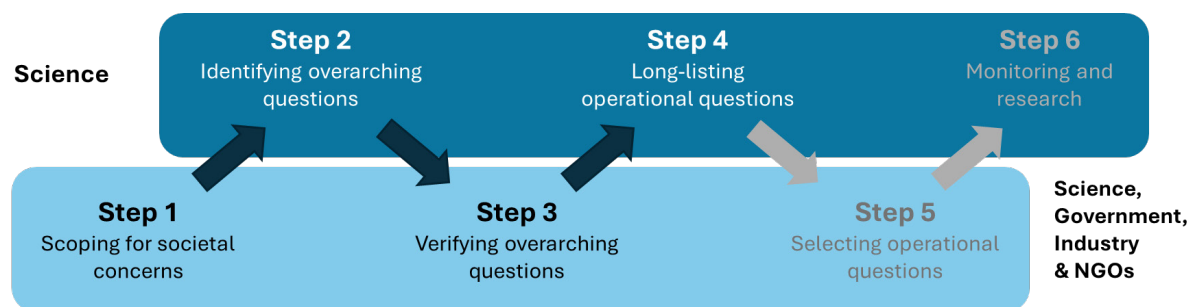 Science
Step 2
Identifying overarching
questions
Step 4
Long-listing
operational questions
Step 6
Monitoring and
research
Step 1
Scoping for societal
concerns
Step 3
Verifying overarching
questions
Step 5
Selecting operational
questions
Science,
Government,
Industry
& NGOs